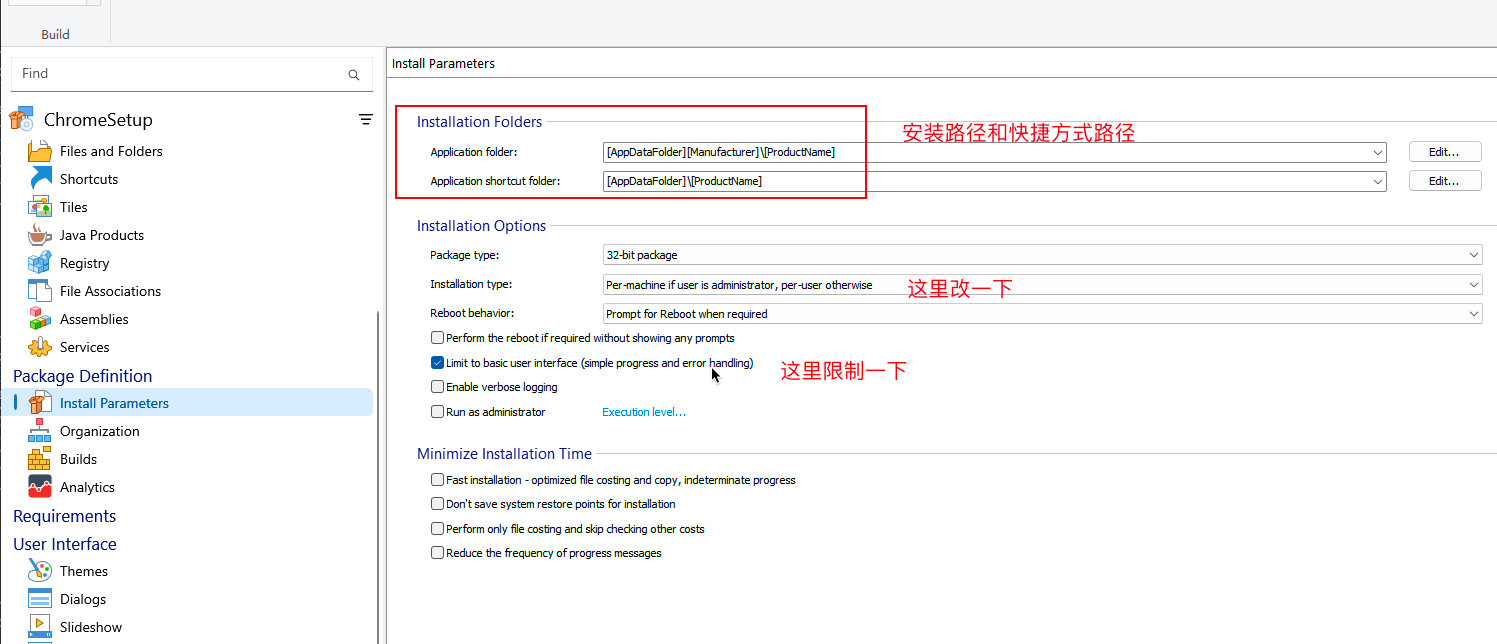 Build
Find
ChromeSetup
Files and Folders
Shortcuts
Tiles
Java Products
Registry
File Associations
Assemblies
Services
Package Definition
Install Parameters
Organization
Builds
Analytics
Requirements
User Interface
Themes
Dialogs
Slideshow
Install Parameters
Installation Folders
安装路径和快捷方式路径
Application folder: [AppDataFolder][Manufacturer]\[ProductName] Edit...
Application shortcut folder: [AppDataFolder]\[ProductName] Edit...
Installation Options
Package type: 32-bit package
Installation type: Per-machine if user is administrator, per-user otherwise 这里改一下
Reboot behavior: Prompt for Reboot when required
Perform the reboot if required without showing any prompts
Limit to basic user interface (simple progress and error handling) 这里限制一下
Enable verbose logging
Run as administrator Execution level...
Minimize Installation Time
Fast installation - optimized file costing and copy, indeterminate progress
Don't save system restore points for installation
Perform only file costing and skip checking other costs
Reduce the frequency of progress messages